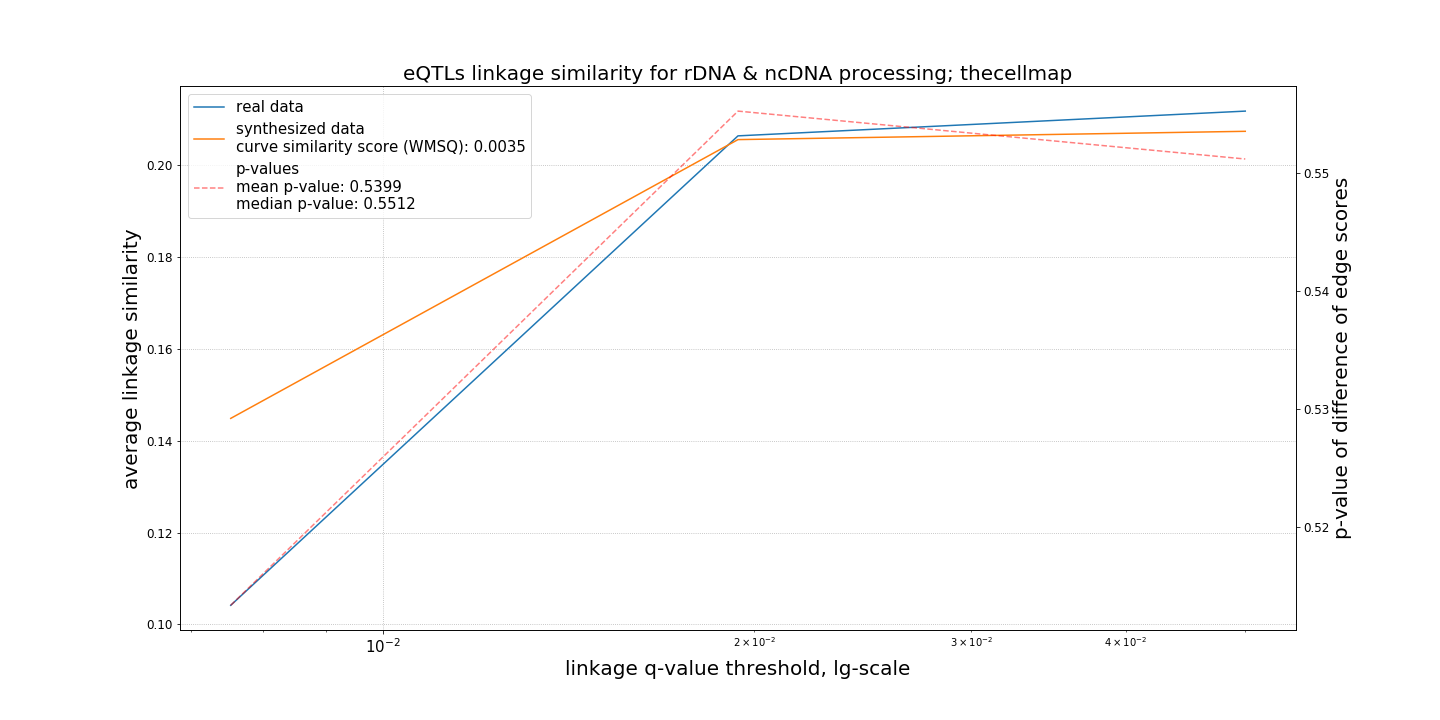 eQTLs linkage similarity for rDNA & ncDNA processing; thecellmap
real data
synthesized data
curve similarity score (WMSQ): 0.0035
p-values
mean p-value: 0.5399
median p-value: 0.5512
average linkage similarity
0.20
0.18
0.16
0.14
0.12
0.10
0.55
0.54
0.53
0.52
p-value of difference of edge scores
10⁻²
2 × 10⁻²
3 × 10⁻²
4 × 10⁻²
linkage q-value threshold, lg-scale